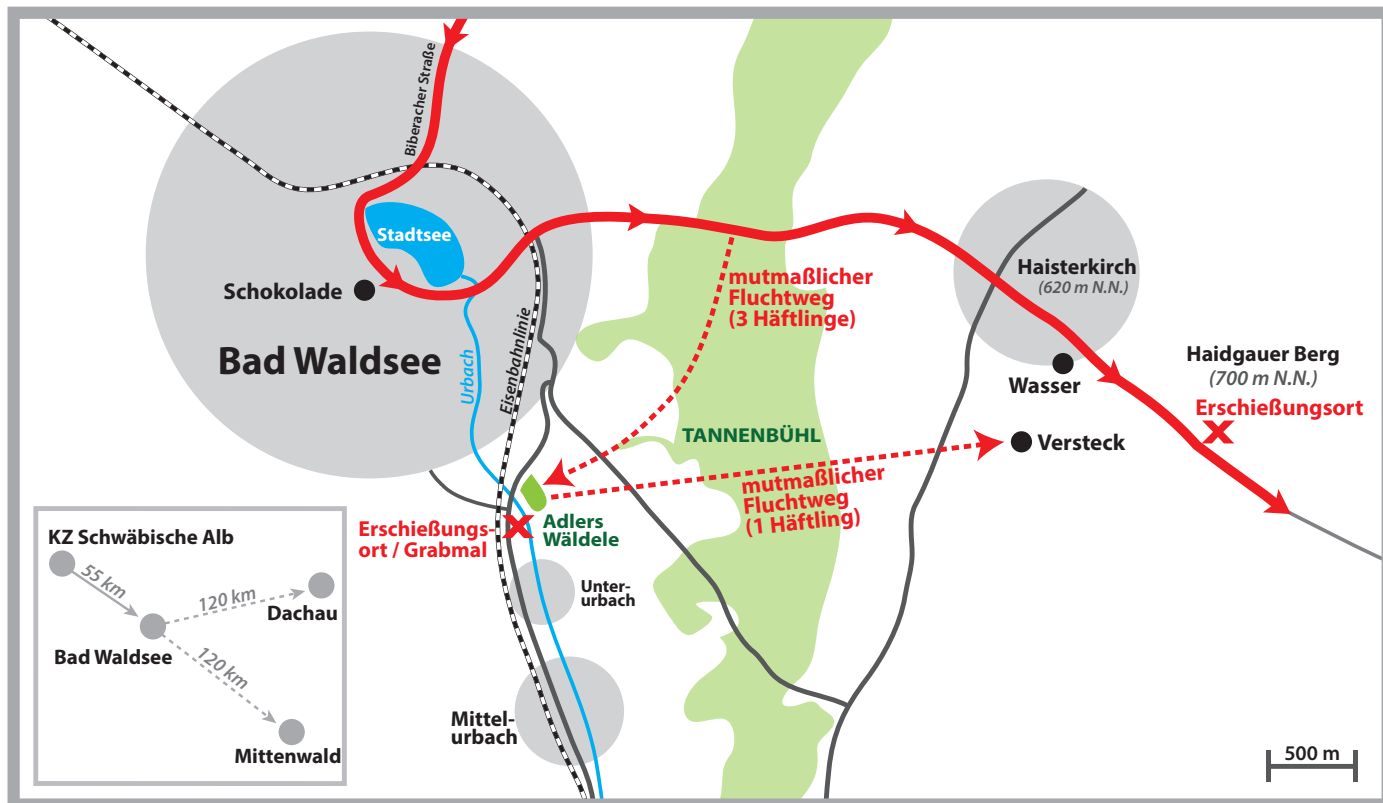 Biberacher Straße
Stadtsee
Schokolade
Bad Waldsee
Urbach
Eisenbahnlinie
mutmaßlicher
Fluchtweg
(3 Häftlinge)
Haisterkirch
(620 m N.N.)
Wasser
Haidgauer Berg
(700 m N.N.)
Erschießungsort
TANNENBÜHL
Versteck
mutmaßlicher
Fluchtweg
(1 Häftling)
Erschießungs-
ort / Grabmal
Adlers
Wäldele
Unter-
urbach
Mittel-
urbach
KZ Schwäbische Alb
55 km
120 km
Dachau
Bad Waldsee
120 km
Mittenwald
500 m